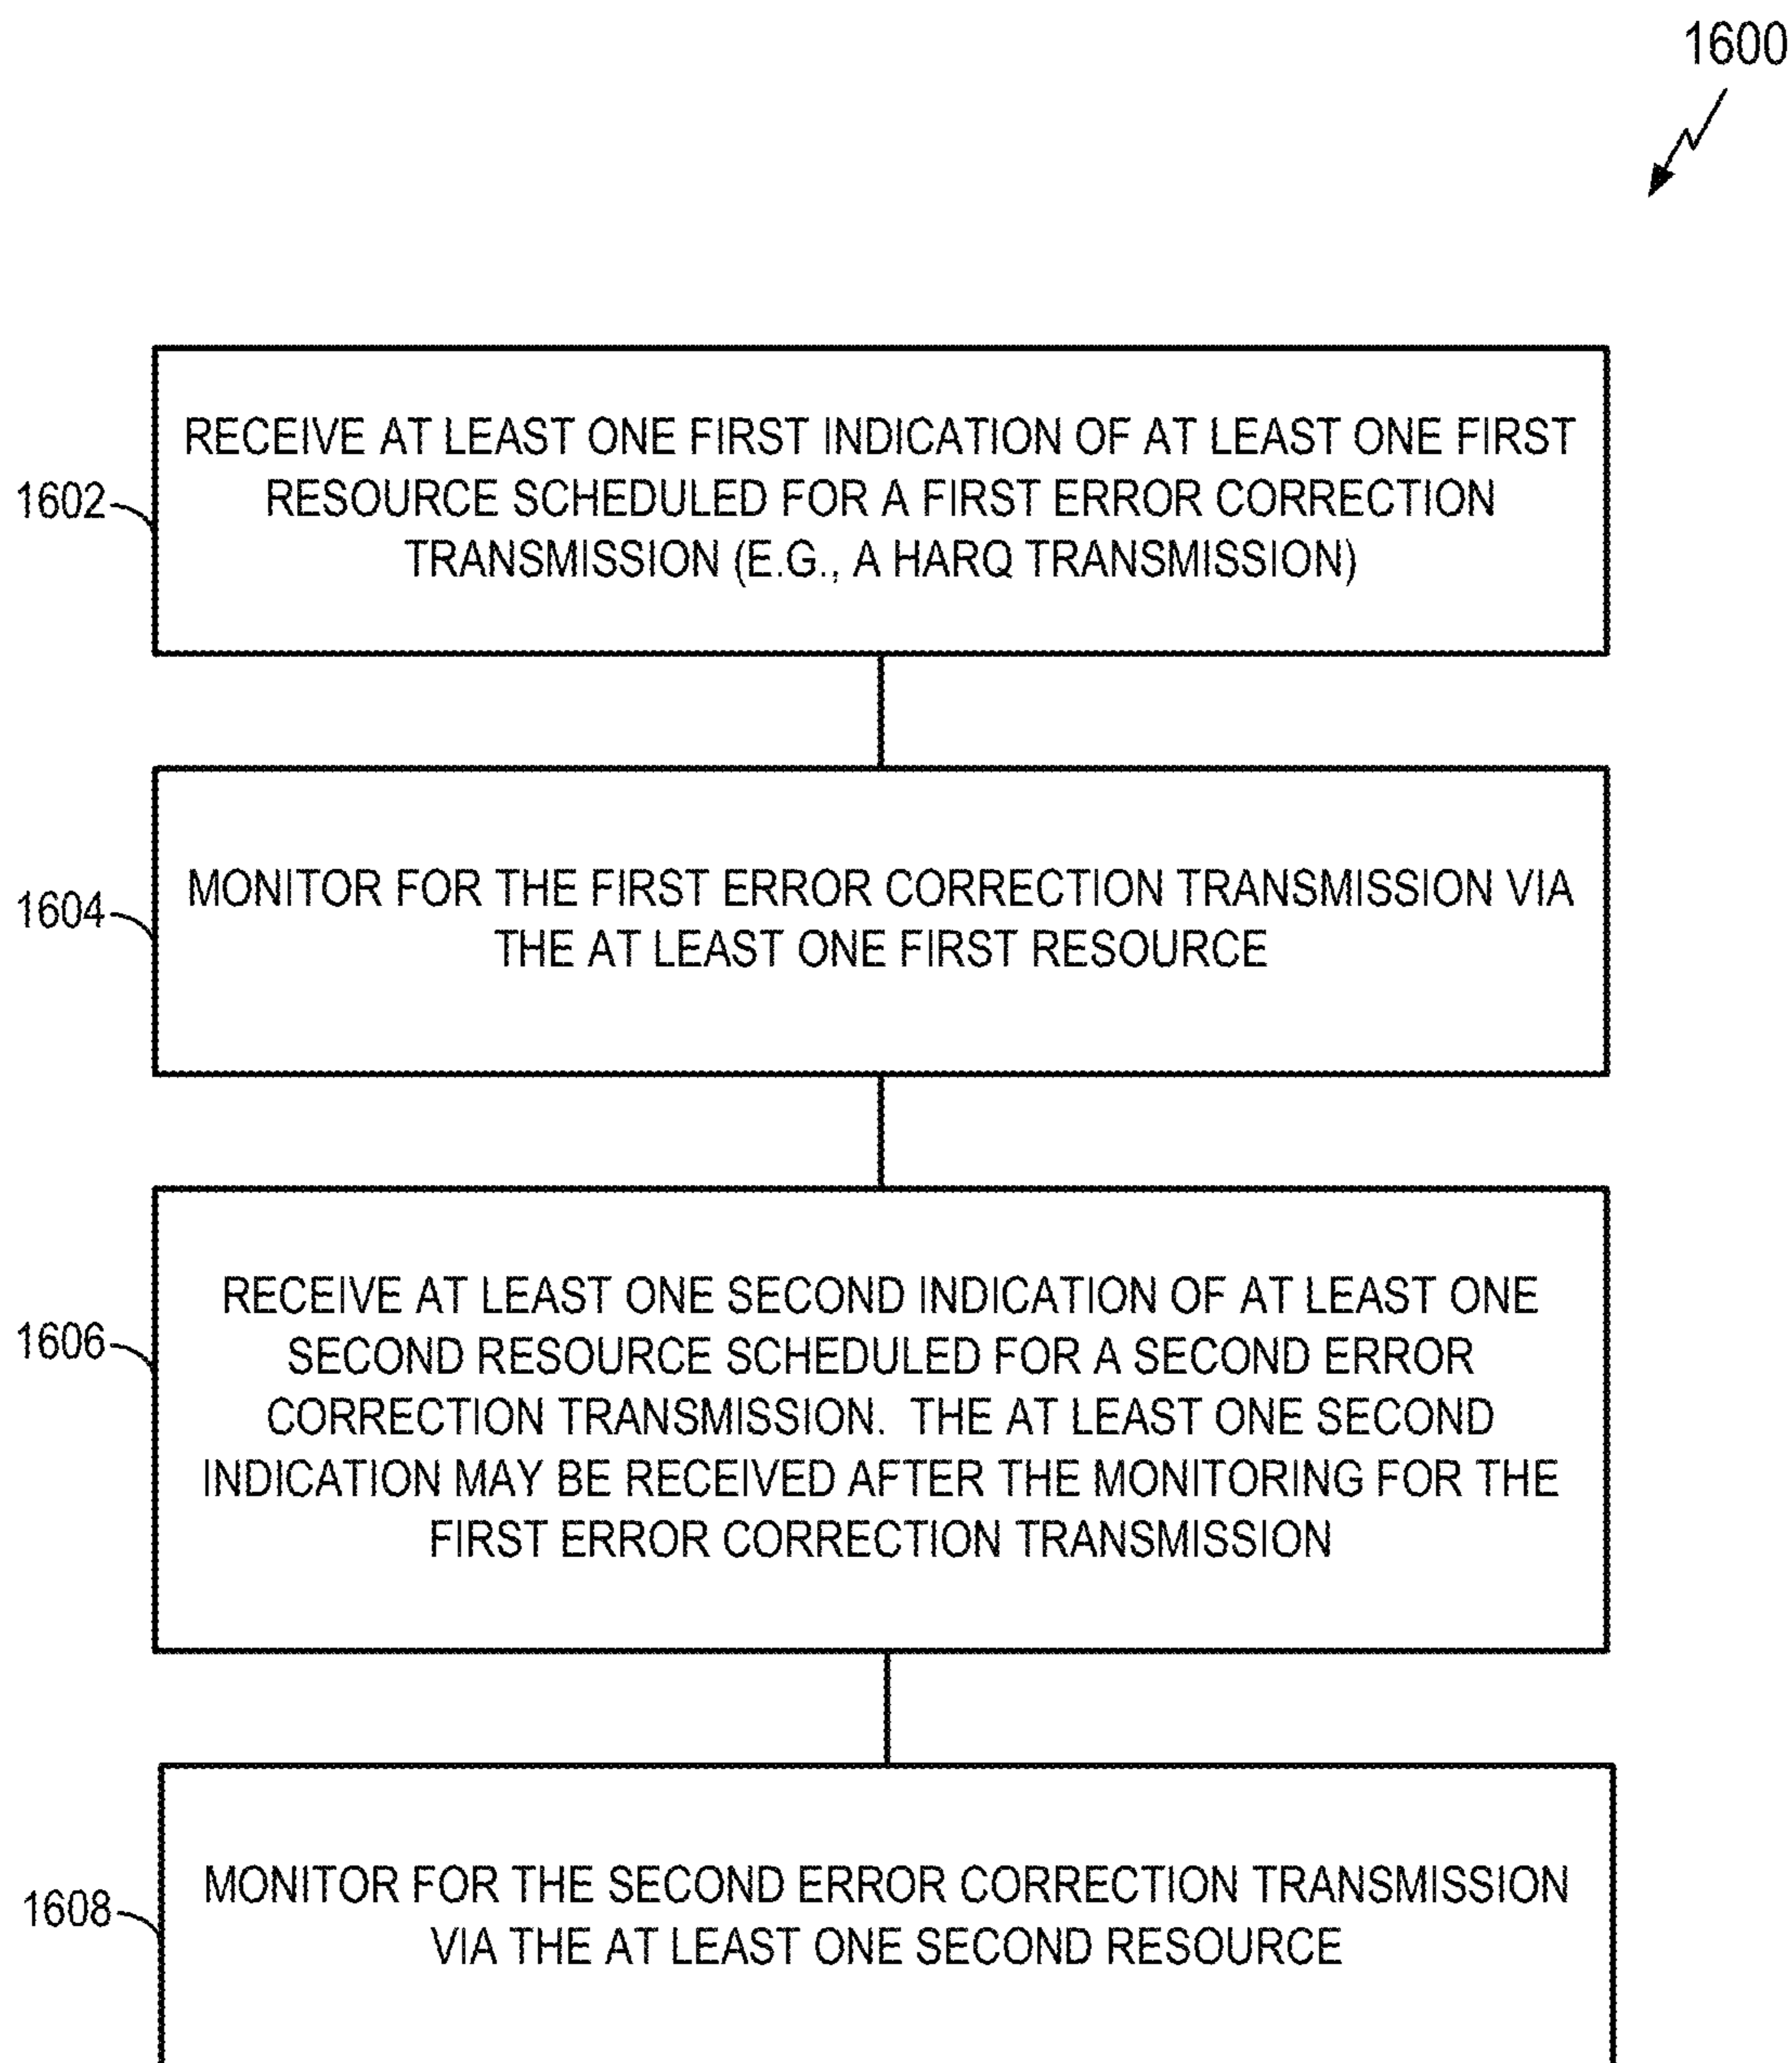 1600
1602
RECEIVE AT LEAST ONE FIRST INDICATION OF AT LEAST ONE FIRST
RESOURCE SCHEDULED FOR A FIRST ERROR CORRECTION
TRANSMISSION (E.G., A HARQ TRANSMISSION)
1604
MONITOR FOR THE FIRST ERROR CORRECTION TRANSMISSION VIA
THE AT LEAST ONE FIRST RESOURCE
1606
RECEIVE AT LEAST ONE SECOND INDICATION OF AT LEAST ONE
SECOND RESOURCE SCHEDULED FOR A SECOND ERROR
CORRECTION TRANSMISSION. THE AT LEAST ONE SECOND
INDICATION MAY BE RECEIVED AFTER THE MONITORING FOR THE
FIRST ERROR CORRECTION TRANSMISSION
1608
MONITOR FOR THE SECOND ERROR CORRECTION TRANSMISSION
VIA THE AT LEAST ONE SECOND RESOURCE